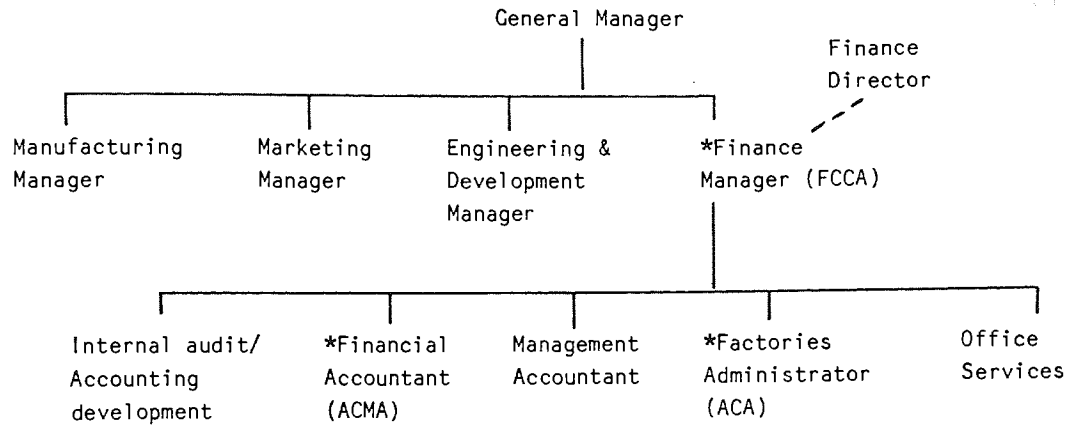 General Manager
Finance
Director
Manufacturing
Manager
Marketing
Manager
Engineering &
Development
Manager
*Finance
Manager (FCCA)
Internal audit/
Accounting
development
*Financial
Accountant
(ACMA)
Management
Accountant
*Factories
Administrator
(ACA)
Office
Services